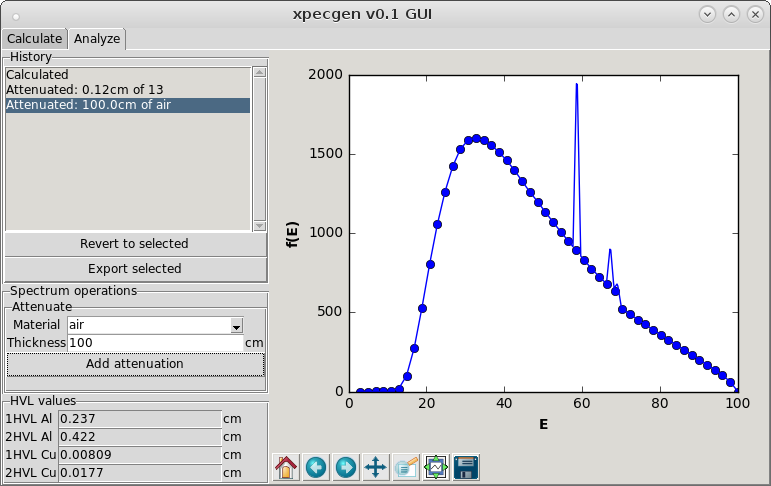 xpecgen v0.1 GUI
Calculate
Analyze
History
Calculated
Attenuated: 0.12cm of 13
Attenuated: 100.0cm of air
Revert to selected
Export selected
Spectrum operations
Attenuate
Material air
Thickness 100 cm
Add attenuation
HVL values
1HVL Al 0.237 cm
2HVL Al 0.422 cm
1HVL Cu 0.00809 cm
2HVL Cu 0.0177 cm
2000
1500
1000
500
0
f(E)
0 20 40 60 80 100
E